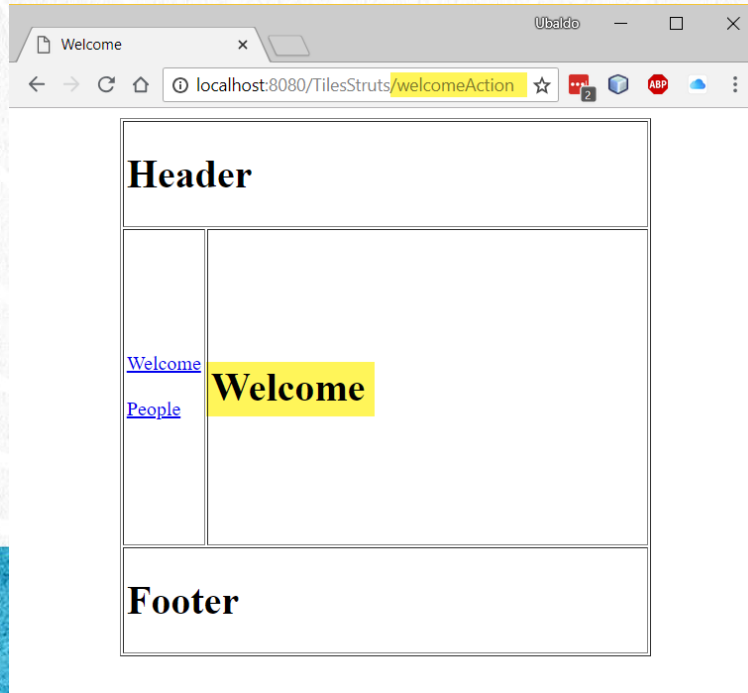 Ubaldo
Welcome
localhost:8080/TilesStruts/welcomeAction
2
ABP
Header
Welcome
People
Welcome
Footer